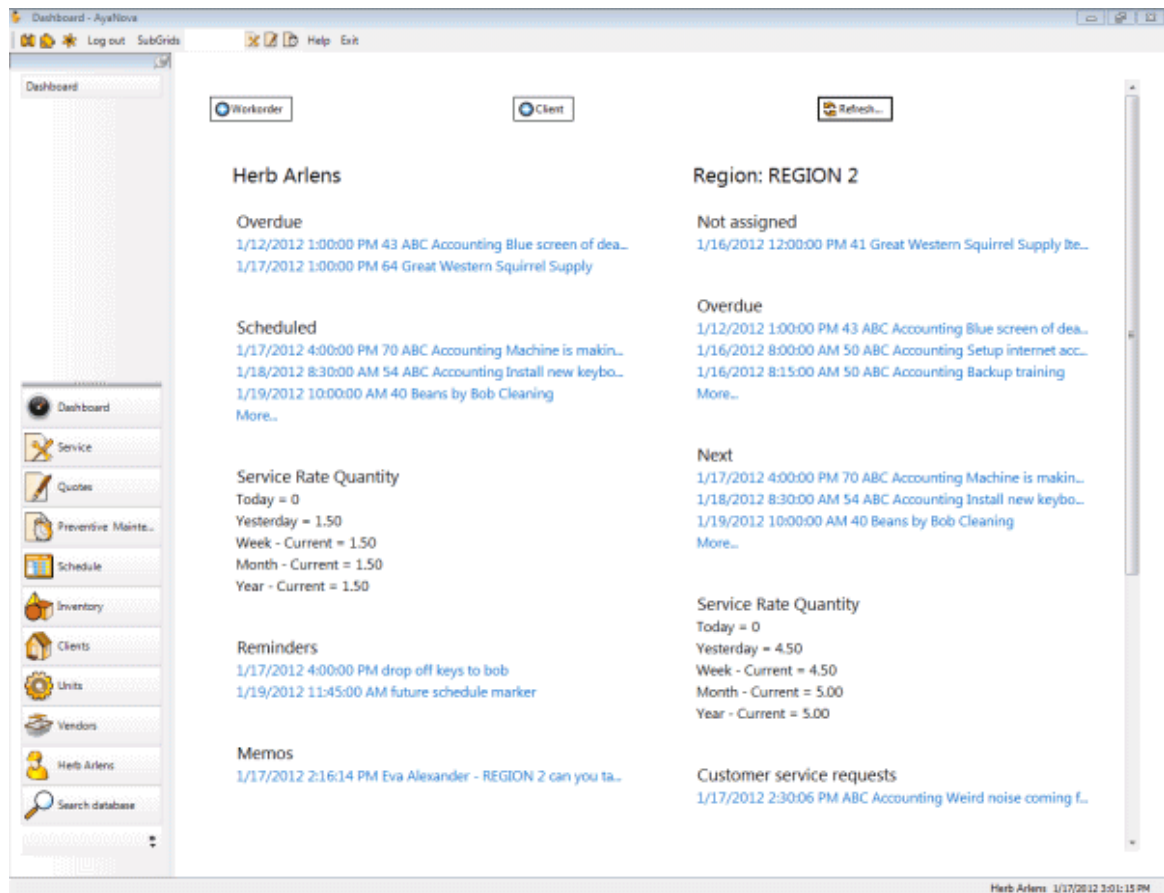 Dashboard - AyaNova
Log out SubGrids Help Exit
Dashboard
Workorder
Client
Refresh...
Herb Arlens
Overdue
1/12/2012 1:00:00 PM 43 ABC Accounting Blue screen of dea...
1/17/2012 1:00:00 PM 64 Great Western Squirrel Supply
Scheduled
1/17/2012 4:00:00 PM 70 ABC Accounting Machine is makin...
1/18/2012 8:30:00 AM 54 ABC Accounting Install new keybo...
1/19/2012 10:00:00 AM 40 Beans by Bob Cleaning
More...
Service Rate Quantity
Today = 0
Yesterday = 1.50
Week - Current = 1.50
Month - Current = 1.50
Year - Current = 1.50
Reminders
1/17/2012 4:00:00 PM drop off keys to bob
1/19/2012 11:45:00 AM future schedule marker
Memos
1/17/2012 2:16:14 PM Eva Alexander - REGION 2 can you ta...
Region: REGION 2
Not assigned
1/16/2012 12:00:00 PM 41 Great Western Squirrel Supply Ite...
Overdue
1/12/2012 1:00:00 PM 43 ABC Accounting Blue screen of dea...
1/16/2012 8:00:00 AM 50 ABC Accounting Setup internet acc...
1/16/2012 8:15:00 AM 50 ABC Accounting Backup training
More...
Next
1/17/2012 4:00:00 PM 70 ABC Accounting Machine is makin...
1/18/2012 8:30:00 AM 54 ABC Accounting Install new keybo...
1/19/2012 10:00:00 AM 40 Beans by Bob Cleaning
More...
Service Rate Quantity
Today = 0
Yesterday = 4.50
Week - Current = 4.50
Month - Current = 5.00
Year - Current = 5.00
Customer service requests
1/17/2012 2:30:06 PM ABC Accounting Weird noise coming f...
Dashboard
Service
Quotes
Preventive Mainte...
Schedule
Inventory
Clients
Units
Vendors
Herb Arlens
Search database
Herb Arlens 1/17/2012 3:01:15 PM